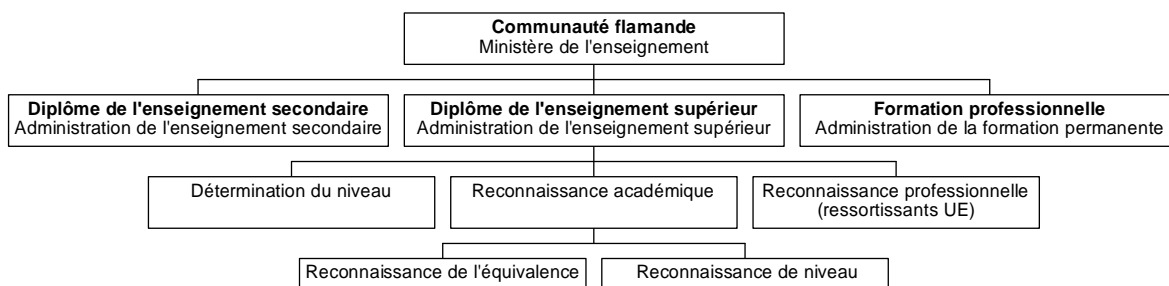 Communauté flamande
Ministère de l'enseignement
Diplôme de l'enseignement secondaire
Administration de l'enseignement secondaire
Diplôme de l'enseignement supérieur
Administration de l'enseignement supérieur
Formation professionnelle
Administration de la formation permanente
Détermination du niveau
Reconnaissance académique
Reconnaissance professionnelle
(ressortissants UE)
Reconnaissance de l'équivalence
Reconnaissance de niveau